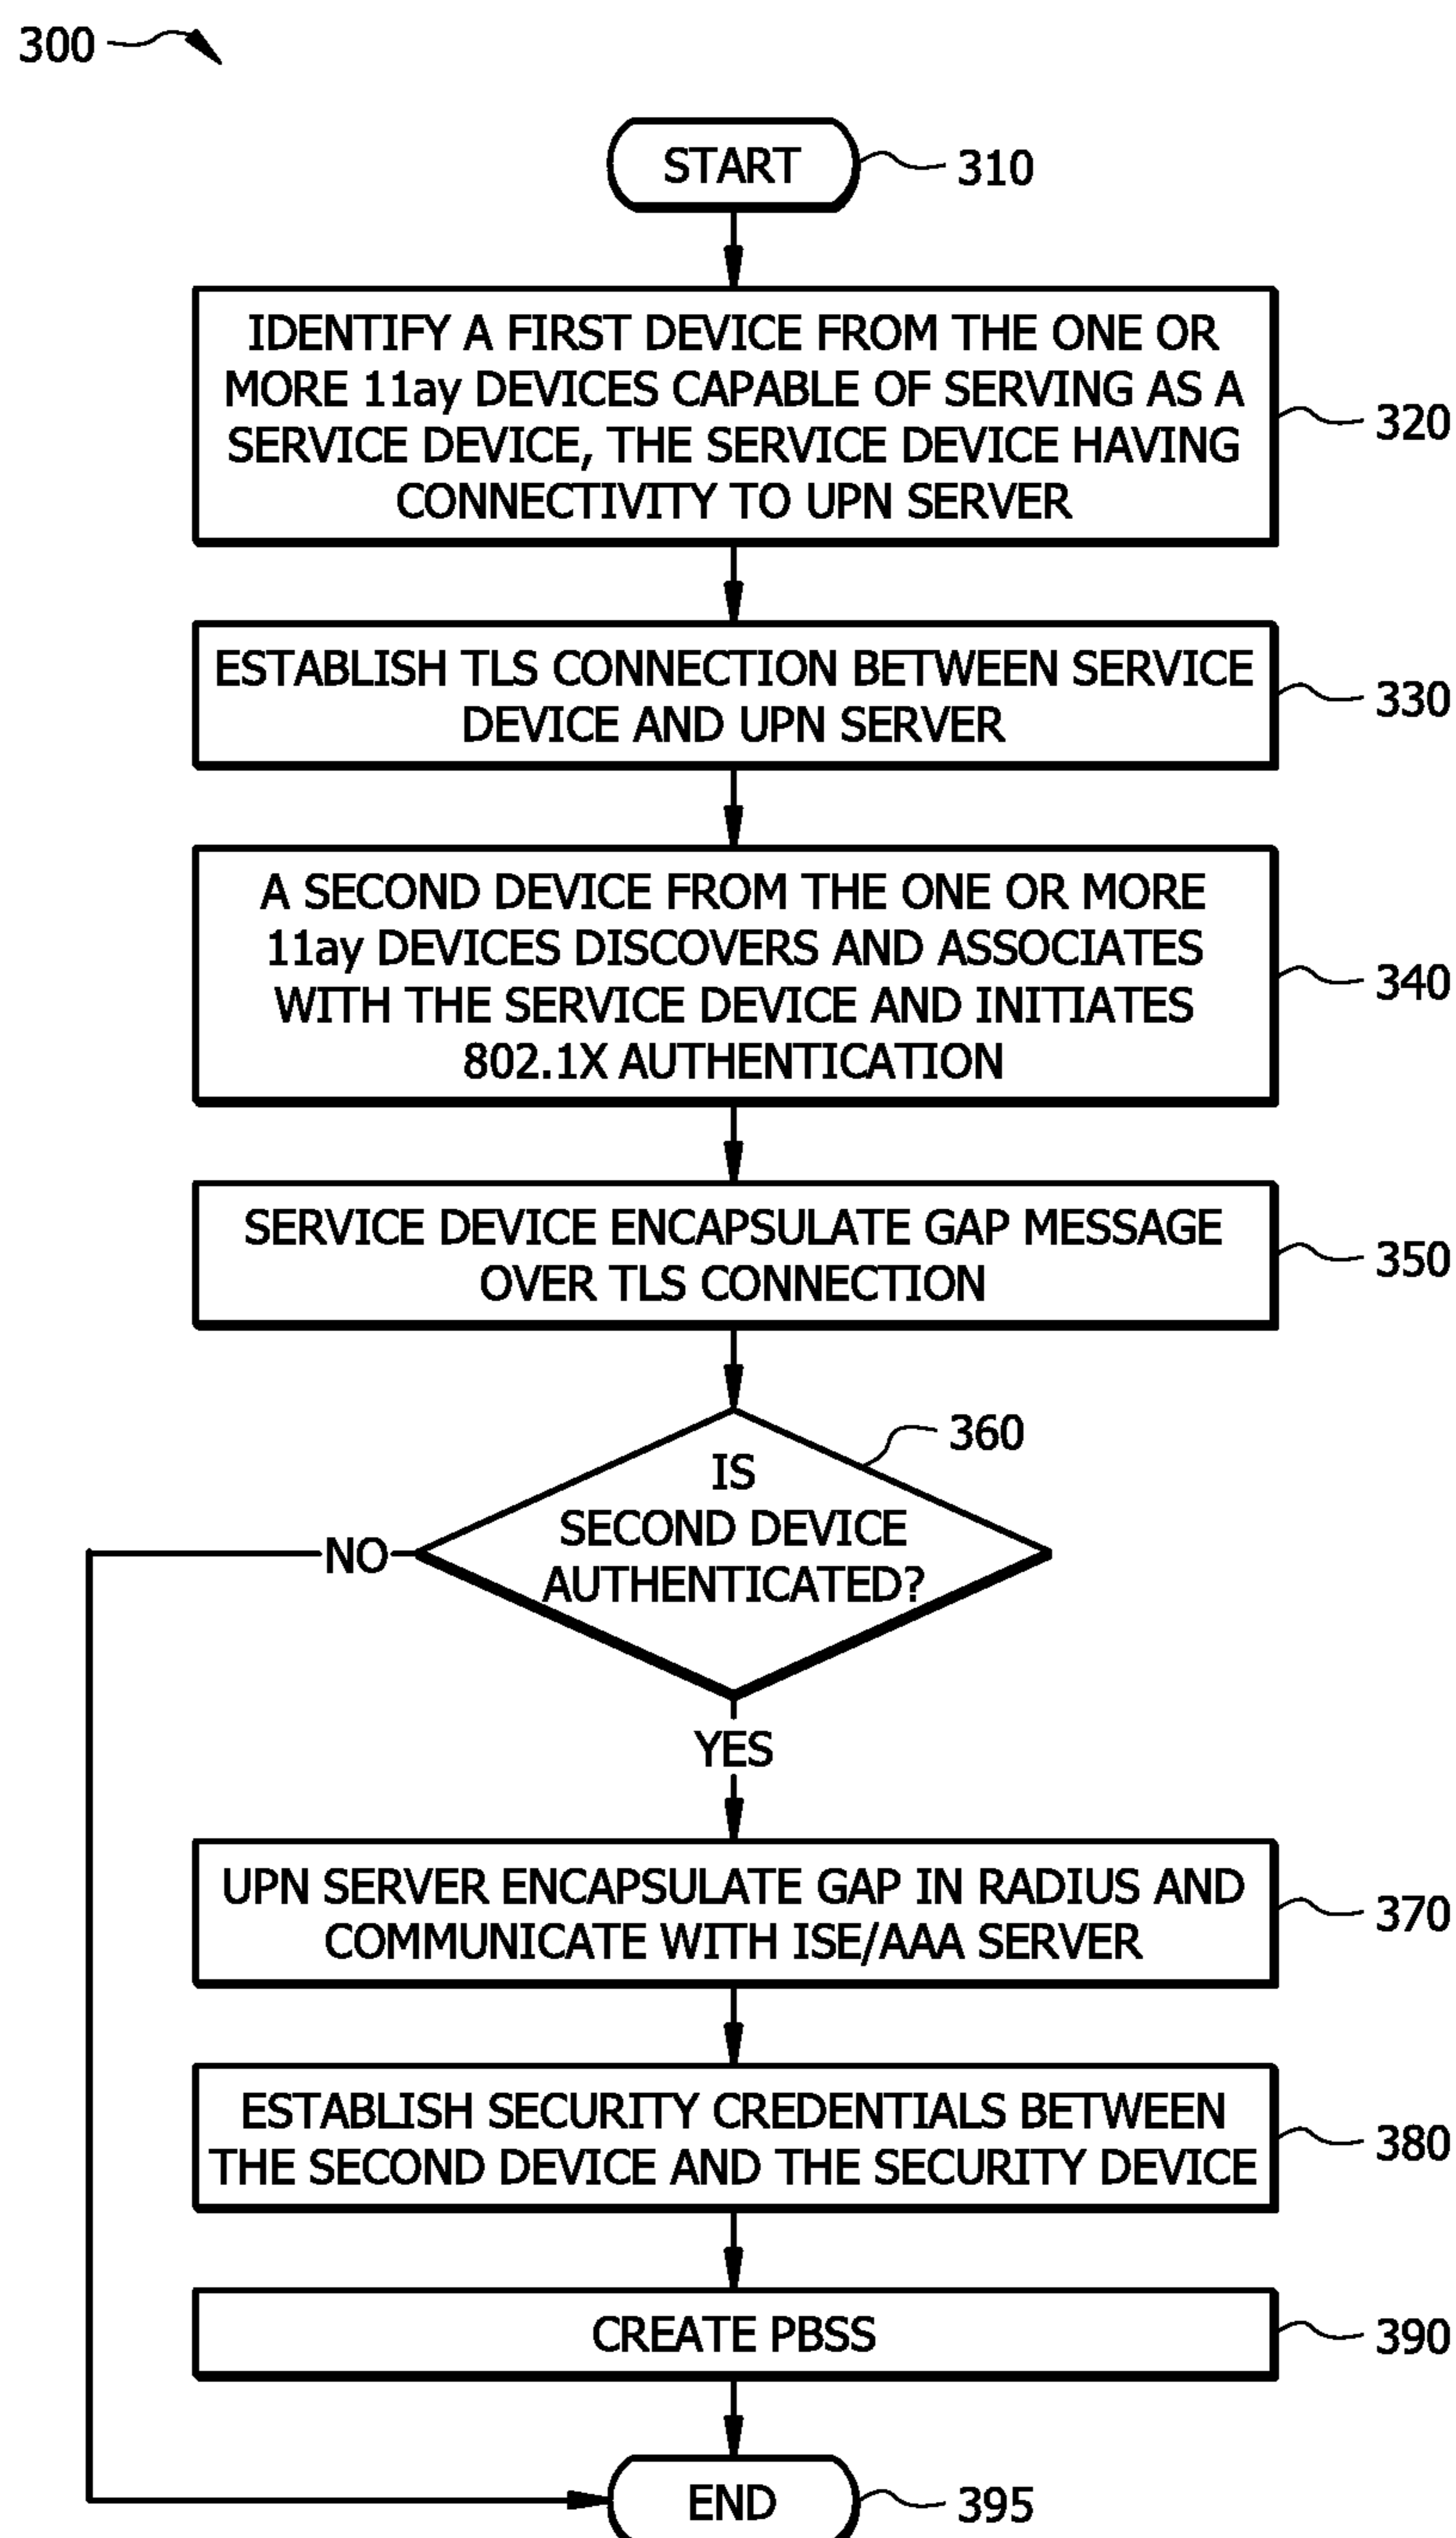 300
START
310
IDENTIFY A FIRST DEVICE FROM THE ONE OR
MORE 11ay DEVICES CAPABLE OF SERVING AS A
SERVICE DEVICE, THE SERVICE DEVICE HAVING
CONNECTIVITY TO UPN SERVER
320
ESTABLISH TLS CONNECTION BETWEEN SERVICE
DEVICE AND UPN SERVER
330
A SECOND DEVICE FROM THE ONE OR MORE
11ay DEVICES DISCOVERS AND ASSOCIATES
WITH THE SERVICE DEVICE AND INITIATES
802.1X AUTHENTICATION
340
SERVICE DEVICE ENCAPSULATE GAP MESSAGE
OVER TLS CONNECTION
350
360
IS
SECOND DEVICE
AUTHENTICATED?
NO
YES
UPN SERVER ENCAPSULATE GAP IN RADIUS AND
COMMUNICATE WITH ISE/AAA SERVER
370
ESTABLISH SECURITY CREDENTIALS BETWEEN
THE SECOND DEVICE AND THE SECURITY DEVICE
380
CREATE PBSS
390
END
395